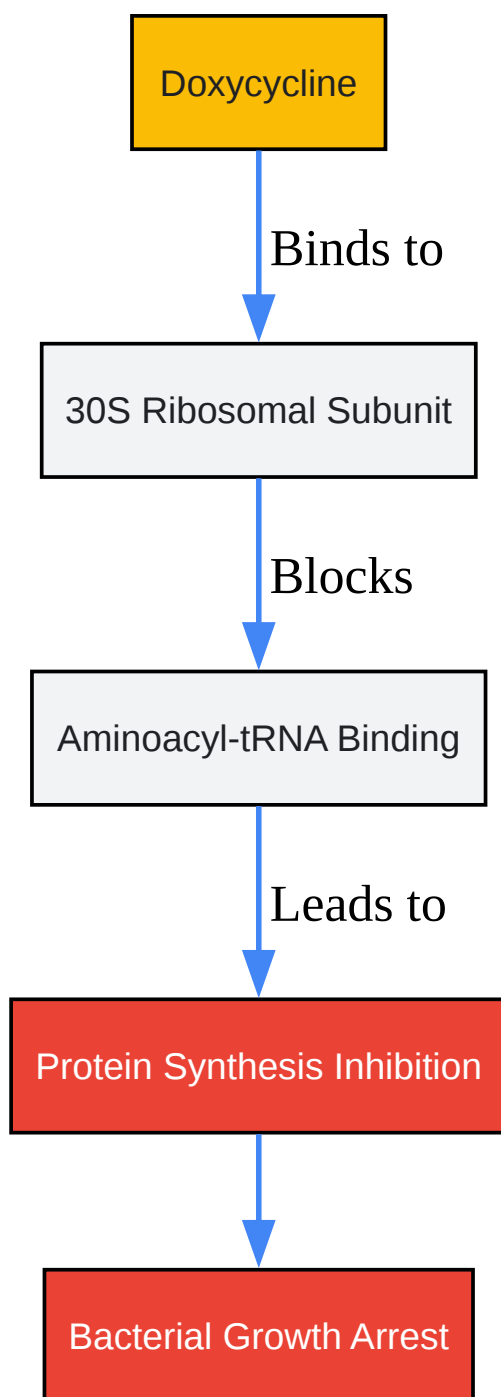 Doxycycline
Binds to
30S Ribosomal Subunit
Blocks
Aminoacyl-tRNA Binding
Leads to
Protein Synthesis Inhibition
Bacterial Growth Arrest